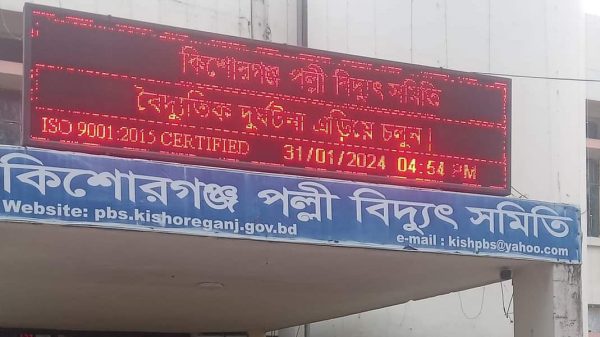 কিশোরগঞ্জ পল্লী বিদ্যুৎ সমিতি
বৈদ্যুতিক দুর্ঘটনা এড়িয়ে চলুন।
ISO 9001:2015 CERTIFIED 31/01/2024 04:54 PM
কিশোরগঞ্জ পল্লী বিদ্যুৎ সমিতি
Website: pbs.kishoreganj.gov.bd
e-mail : kishpbs@yahoo.com